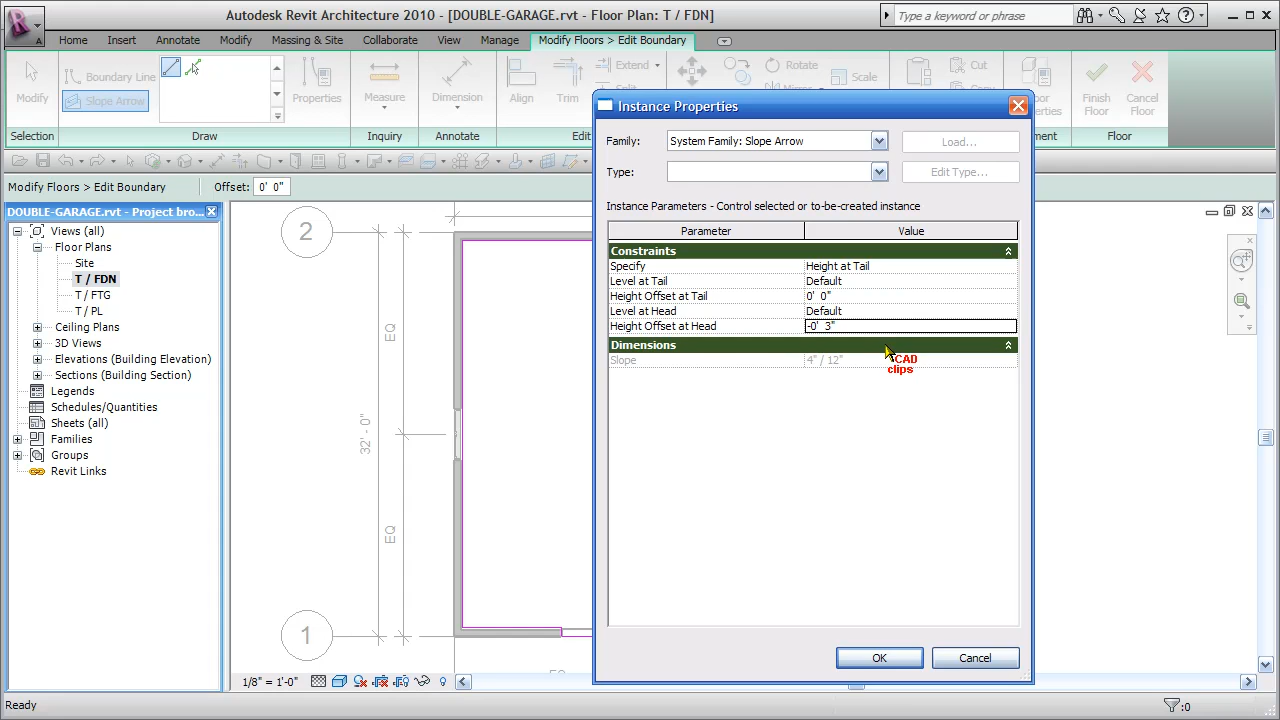 Autodesk Revit Architecture 2010 - [DOUBLE-GARAGE.rvt - Floor Plan: T / FDN]
Type a keyword or phrase
Home Insert Annotate Modify Massing & Site Collaborate View Manage Modify Floors > Edit Boundary
Modify
Boundary Line
Slope Arrow
Properties
Measure
Dimension
Align
Trim
Extend
Rotate
Scale
Cut
Copy
Finish Floor
Cancel Floor
Selection Draw Inquiry Annotate Edit Floor
Modify Floors > Edit Boundary Offset: 0' 0"
DOUBLE-GARAGE.rvt - Project bro...
Views (all)
Floor Plans
Site
T / FDN
T / FTG
T / PL
Ceiling Plans
3D Views
Elevations (Building Elevation)
Sections (Building Section)
Legends
Schedules/Quantities
Sheets (all)
Families
Groups
Revit Links
2
EQ
32' - 0"
EQ
1
Instance Properties
Family: System Family: Slope Arrow Load...
Type: Edit Type...
Instance Parameters - Control selected or to-be-created instance
Parameter Value
Constraints
Specify Height at Tail
Level at Tail Default
Height Offset at Tail 0' 0"
Level at Head Default
Height Offset at Head -0' 3"
Dimensions
Slope 4" / 12"
CAD
clips
OK Cancel
1/8" = 1'-0"
Ready :0